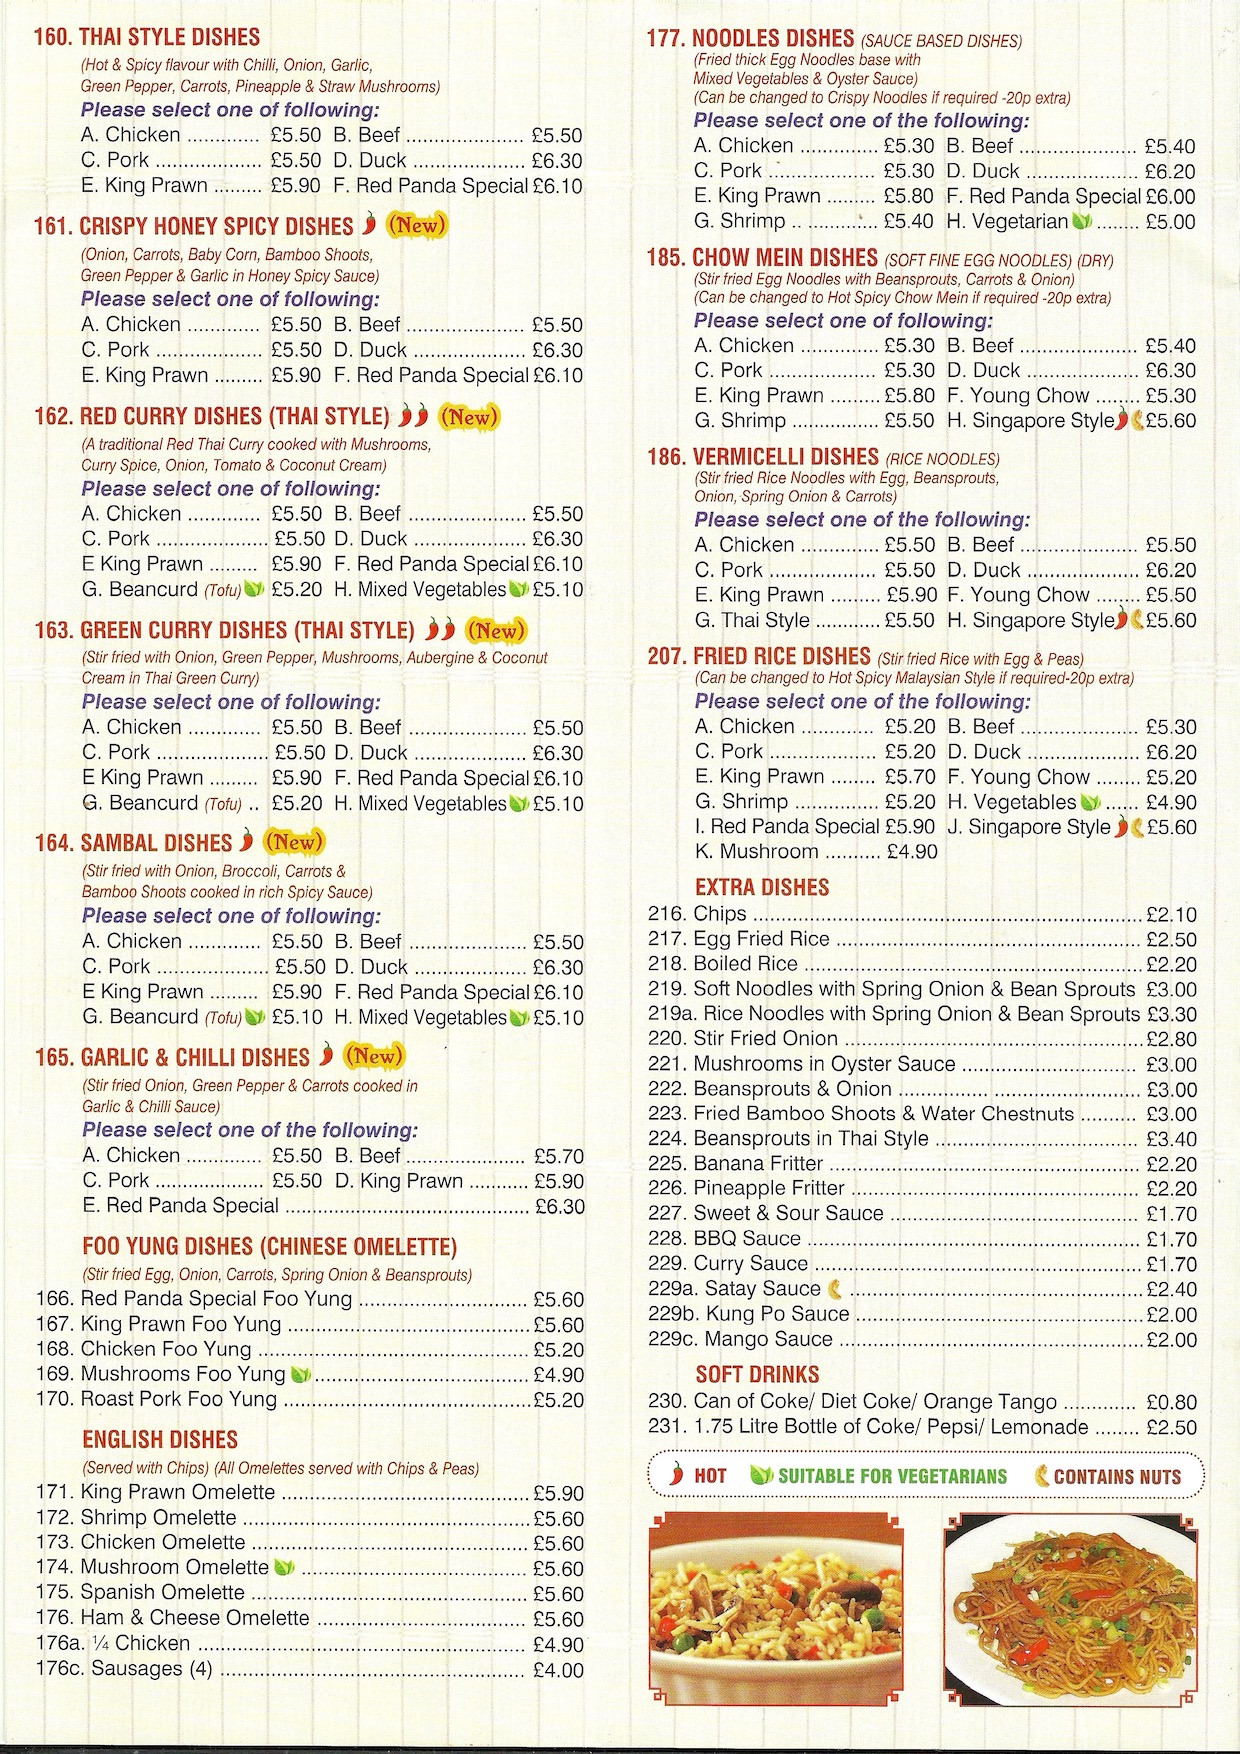 160. THAI STYLE DISHES
(Hot & Spicy flavour with Chilli, Onion, Garlic,
Green Pepper, Carrots, Pineapple & Straw Mushrooms)
Please select one of following:
A. Chicken ............. £5.50 B. Beef ..................... £5.50
C. Pork ................... £5.50 D. Duck .................... £6.30
E. King Prawn ......... £5.90 F. Red Panda Special £6.10
161. CRISPY HONEY SPICY DISHES (New)
(Onion, Carrots, Baby Corn, Bamboo Shoots,
Green Pepper & Garlic in Honey Spicy Sauce)
Please select one of following:
A. Chicken ............. £5.50 B. Beef ..................... £5.50
C. Pork ................... £5.50 D. Duck .................... £6.30
E. King Prawn ......... £5.90 F. Red Panda Special £6.10
162. RED CURRY DISHES (THAI STYLE) (New)
(A traditional Red Thai Curry cooked with Mushrooms,
Curry Spice, Onion, Tomato & Coconut Cream)
Please select one of following:
A. Chicken ............. £5.50 B. Beef ..................... £5.50
C. Pork .................... £5.50 D. Duck .................... £6.30
E King Prawn ......... £5.90 F. Red Panda Special £6.10
G. Beancurd (Tofu) £5.20 H. Mixed Vegetables £5.10
163. GREEN CURRY DISHES (THAI STYLE) (New)
(Stir fried with Onion, Green Pepper, Mushrooms, Aubergine & Coconut
Cream in Thai Green Curry)
Please select one of following:
A. Chicken ............. £5.50 B. Beef ..................... £5.50
C. Pork .................... £5.50 D. Duck .................... £6.30
E King Prawn ......... £5.90 F. Red Panda Special £6.10
G. Beancurd (Tofu) .. £5.20 H. Mixed Vegetables £5.10
164. SAMBAL DISHES (New)
(Stir fried with Onion, Broccoli, Carrots &
Bamboo Shoots cooked in rich Spicy Sauce)
Please select one of following:
A. Chicken ............. £5.50 B. Beef ..................... £5.50
C. Pork .................... £5.50 D. Duck .................... £6.30
E King Prawn ......... £5.90 F. Red Panda Special £6.10
G. Beancurd (Tofu) £5.10 H. Mixed Vegetables £5.10
165. GARLIC & CHILLI DISHES (New)
(Stir fried Onion, Green Pepper & Carrots cooked in
Garlic & Chilli Sauce)
Please select one of the following:
A. Chicken ............. £5.50 B. Beef ..................... £5.70
C. Pork ................... £5.50 D. King Prawn .......... £5.90
E. Red Panda Special ........................................... £6.30
FOO YUNG DISHES (CHINESE OMELETTE)
(Stir fried Egg, Onion, Carrots, Spring Onion & Beansprouts)
166. Red Panda Special Foo Yung .............................. £5.60
167. King Prawn Foo Yung ........................................... £5.60
168. Chicken Foo Yung ................................................ £5.20
169. Mushrooms Foo Yung ...................................... £4.90
170. Roast Pork Foo Yung ............................................ £5.20
ENGLISH DISHES
(Served with Chips) (All Omelettes served with Chips & Peas)
171. King Prawn Omelette ............................................ £5.90
172. Shrimp Omelette ................................................... £5.60
173. Chicken Omelette ................................................. £5.60
174. Mushroom Omelette ........................................ £5.60
175. Spanish Omelette ................................................. £5.60
176. Ham & Cheese Omelette ..................................... £5.60
176a. ¼ Chicken .......................................................... £4.90
176c. Sausages (4) ...................................................... £4.00
177. NOODLES DISHES (SAUCE BASED DISHES)
(Fried thick Egg Noodles base with
Mixed Vegetables & Oyster Sauce)
(Can be changed to Crispy Noodles if required -20p extra)
Please select one of the following:
A. Chicken .............. £5.30 B. Beef ..................... £5.40
C. Pork ................... £5.30 D. Duck .................... £6.20
E. King Prawn ......... £5.80 F. Red Panda Special £6.00
G. Shrimp .. ............ £5.40 H. Vegetarian ........ £5.00
185. CHOW MEIN DISHES (SOFT FINE EGG NOODLES) (DRY)
(Stir fried Egg Noodles with Beansprouts, Carrots & Onion)
(Can be changed to Hot Spicy Chow Mein if required -20p extra)
Please select one of following:
A. Chicken .............. £5.30 B. Beef ..................... £5.40
C. Pork ................... £5.30 D. Duck .................... £6.30
E. King Prawn ......... £5.80 F. Young Chow ......... £5.30
G. Shrimp ............... £5.50 H. Singapore Style £5.60
186. VERMICELLI DISHES (RICE NOODLES)
(Stir fried Rice Noodles with Egg, Beansprouts,
Onion, Spring Onion & Carrots)
Please select one of the following:
A. Chicken .............. £5.50 B. Beef ..................... £5.50
C. Pork ................... £5.50 D. Duck .................... £6.20
E. King Prawn ......... £5.90 F. Young Chow ......... £5.50
G. Thai Style ........... £5.50 H. Singapore Style £5.60
207. FRIED RICE DISHES (Stir fried Rice with Egg & Peas)
(Can be changed to Hot Spicy Malaysian Style if required-20p extra)
Please select one of the following:
A. Chicken ............. £5.20 B. Beef ..................... £5.30
C. Pork ................... £5.20 D. Duck .................... £6.20
E. King Prawn ........ £5.70 F. Young Chow ........ £5.20
G. Shrimp ............... £5.20 H. Vegetables ...... £4.90
I. Red Panda Special £5.90 J. Singapore Style £5.60
K. Mushroom .......... £4.90
EXTRA DISHES
216. Chips ..................................................................... £2.10
217. Egg Fried Rice ....................................................... £2.50
218. Boiled Rice ............................................................ £2.20
219. Soft Noodles with Spring Onion & Bean Sprouts £3.00
219a. Rice Noodles with Spring Onion & Bean Sprouts £3.30
220. Stir Fried Onion ..................................................... £2.80
221. Mushrooms in Oyster Sauce ............................... £3.00
222. Beansprouts & Onion ............................................ £3.00
223. Fried Bamboo Shoots & Water Chestnuts ......... £3.00
224. Beansprouts in Thai Style .................................... £3.40
225. Banana Fritter ....................................................... £2.20
226. Pineapple Fritter ................................................... £2.20
227. Sweet & Sour Sauce ............................................ £1.70
228. BBQ Sauce ........................................................... £1.70
229. Curry Sauce .......................................................... £1.70
229a. Satay Sauce .................................................... £2.40
229b. Kung Po Sauce ................................................... £2.00
229c. Mango Sauce ...................................................... £2.00
SOFT DRINKS
230. Can of Coke/ Diet Coke/ Orange Tango ............ £0.80
231. 1.75 Litre Bottle of Coke/ Pepsi/ Lemonade ........ £2.50
HOT SUITABLE FOR VEGETARIANS CONTAINS NUTS